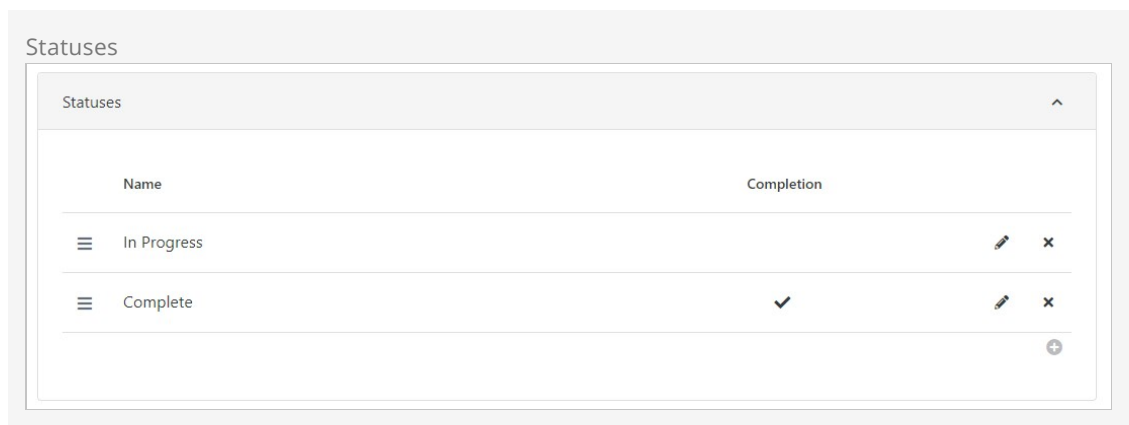 Statuses
Statuses
Name Completion
In Progress
Complete